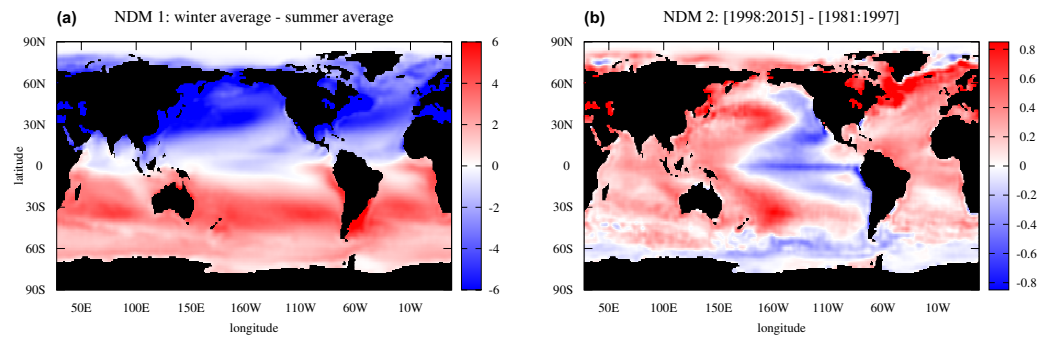 (a) NDM 1: winter average - summer average
90N
60N
30N
0
30S
60S
90S
latitude
50E 100E 150E 160W 110W 60W 10W
longitude
6
4
2
0
-2
-4
-6
(b) NDM 2: [1998:2015] - [1981:1997]
90N
60N
30N
0
30S
60S
90S
50E 100E 150E 160W 110W 60W 10W
longitude
0.8
0.6
0.4
0.2
0
-0.2
-0.4
-0.6
-0.8